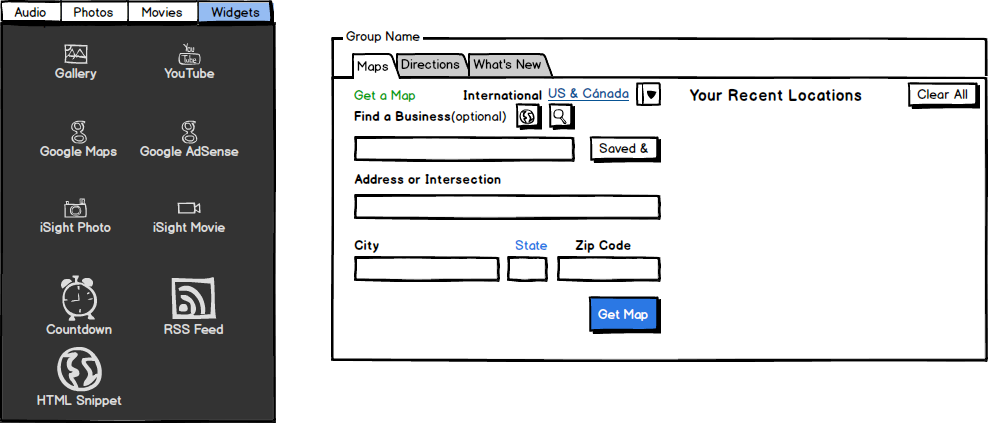 Audio Photos Movies Widgets
Gallery
You
Tube
YouTube
Google Maps
Google AdSense
iSight Photo
iSight Movie
Countdown
RSS Feed
HTML Snippet
Group Name
Maps Directions What's New
Get a Map International US & Cánada
Find a Business(optional)
Saved &
Address or Intersection
City State Zip Code
Get Map
Your Recent Locations
Clear All